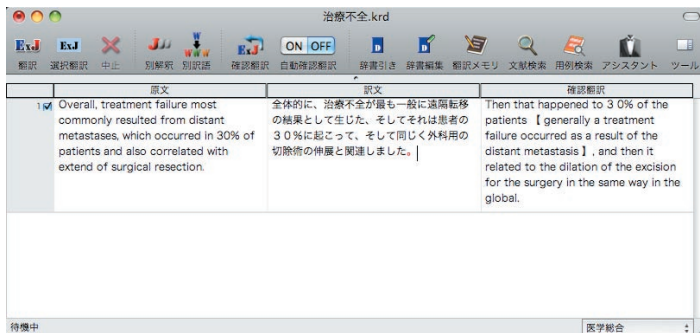 治療不全.krd
ExJ ExJ JJJ W ExJ ON OFF
翻訳 選択翻訳 中止 別解釈 別訳語 確認翻訳 自動確認翻訳 辞書引き 辞書編集 翻訳メモリ 文献検索 用例検索 アシスタント ツール
原文 訳文 確認翻訳
1 Overall, treatment failure most
commonly resulted from distant
metastases, which occurred in 30% of
patients and also correlated with
extend of surgical resection.
全体的に、治療不全が最も一般に遠隔転移
の結果として生じた、そしてそれは患者の
３０％に起こって、そして同じく外科用の
切除術の伸展と関連しました。
Then that happened to 3 0% of the
patients 【 generally a treatment
failure occurred as a result of the
distant metastasis 】, and then it
related to the dilation of the excision
for the surgery in the same way in the
global.
待機中 医学総合